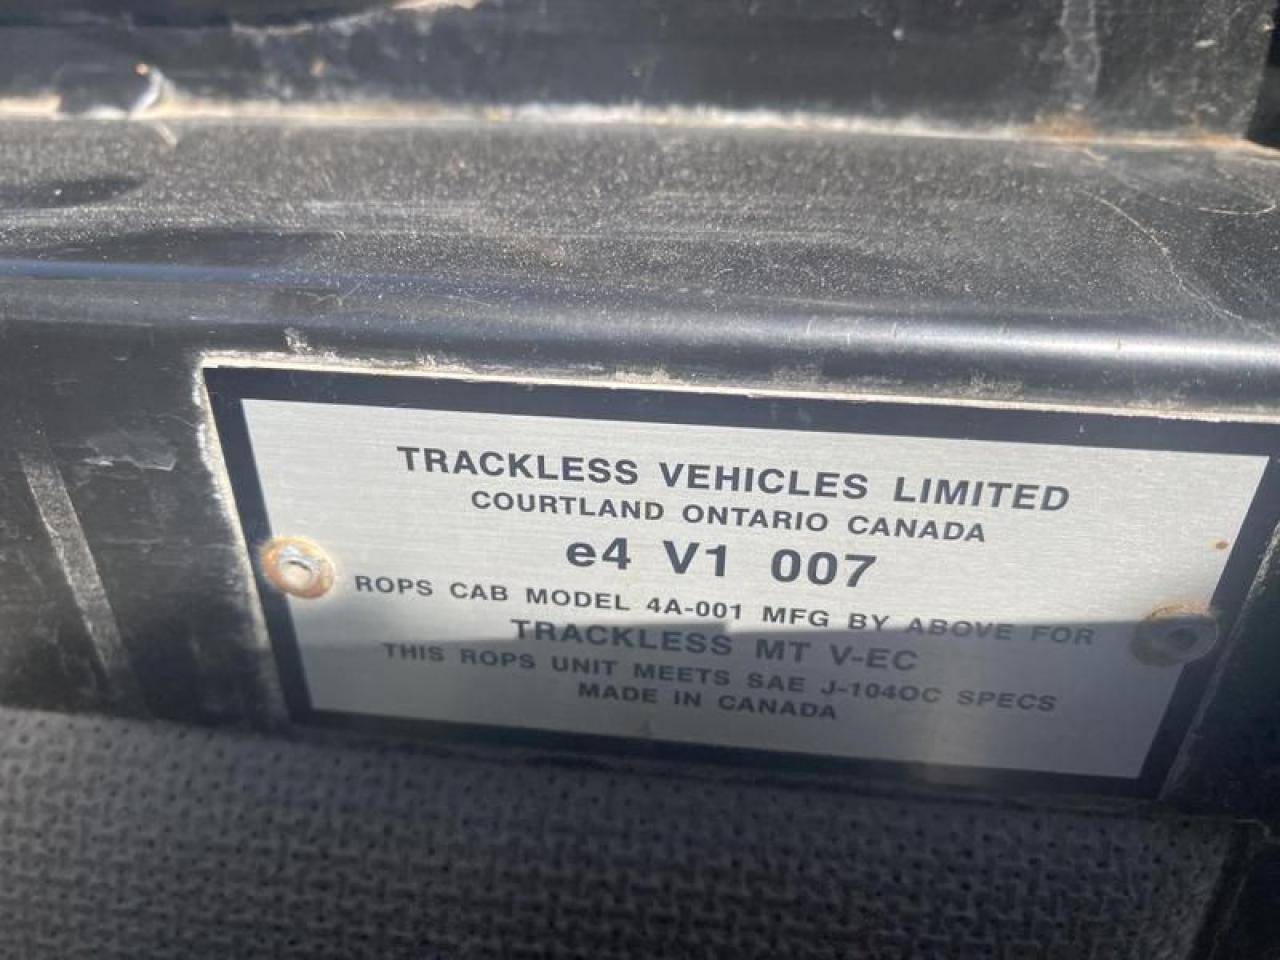 TRACKLESS VEHICLES LIMITED
COURTLAND ONTARIO CANADA
e4 V1 007
ROPS CAB MODEL 4A-001 MFG BY ABOVE FOR
TRACKLESS MT V-EC
THIS ROPS UNIT MEETS SAE J-104OC SPECS
MADE IN CANADA